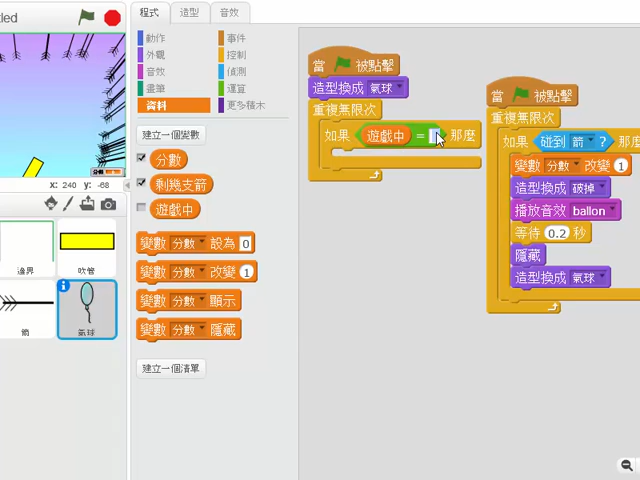 tled
程式
造型
音效
動作
外觀
音效
畫筆
資料
事件
控制
偵測
運算
更多積木
建立一個變數
分數
剩幾支箭
遊戲中
變數 分數 設為 0
變數 分數 改變 1
變數 分數 顯示
變數 分數 隱藏
建立一個清單
x: 240 y: -68
邊界
吹管
箭
氣球
當 被點擊
造型換成 氣球
重複無限次
如果 遊戲中 = 那麼
當 被點擊
重複無限次
如果 碰到 箭 ? 那麼
變數 分數 改變 1
造型換成 破掉
播放音效 ballon
等待 0.2 秒
隱藏
造型換成 氣球